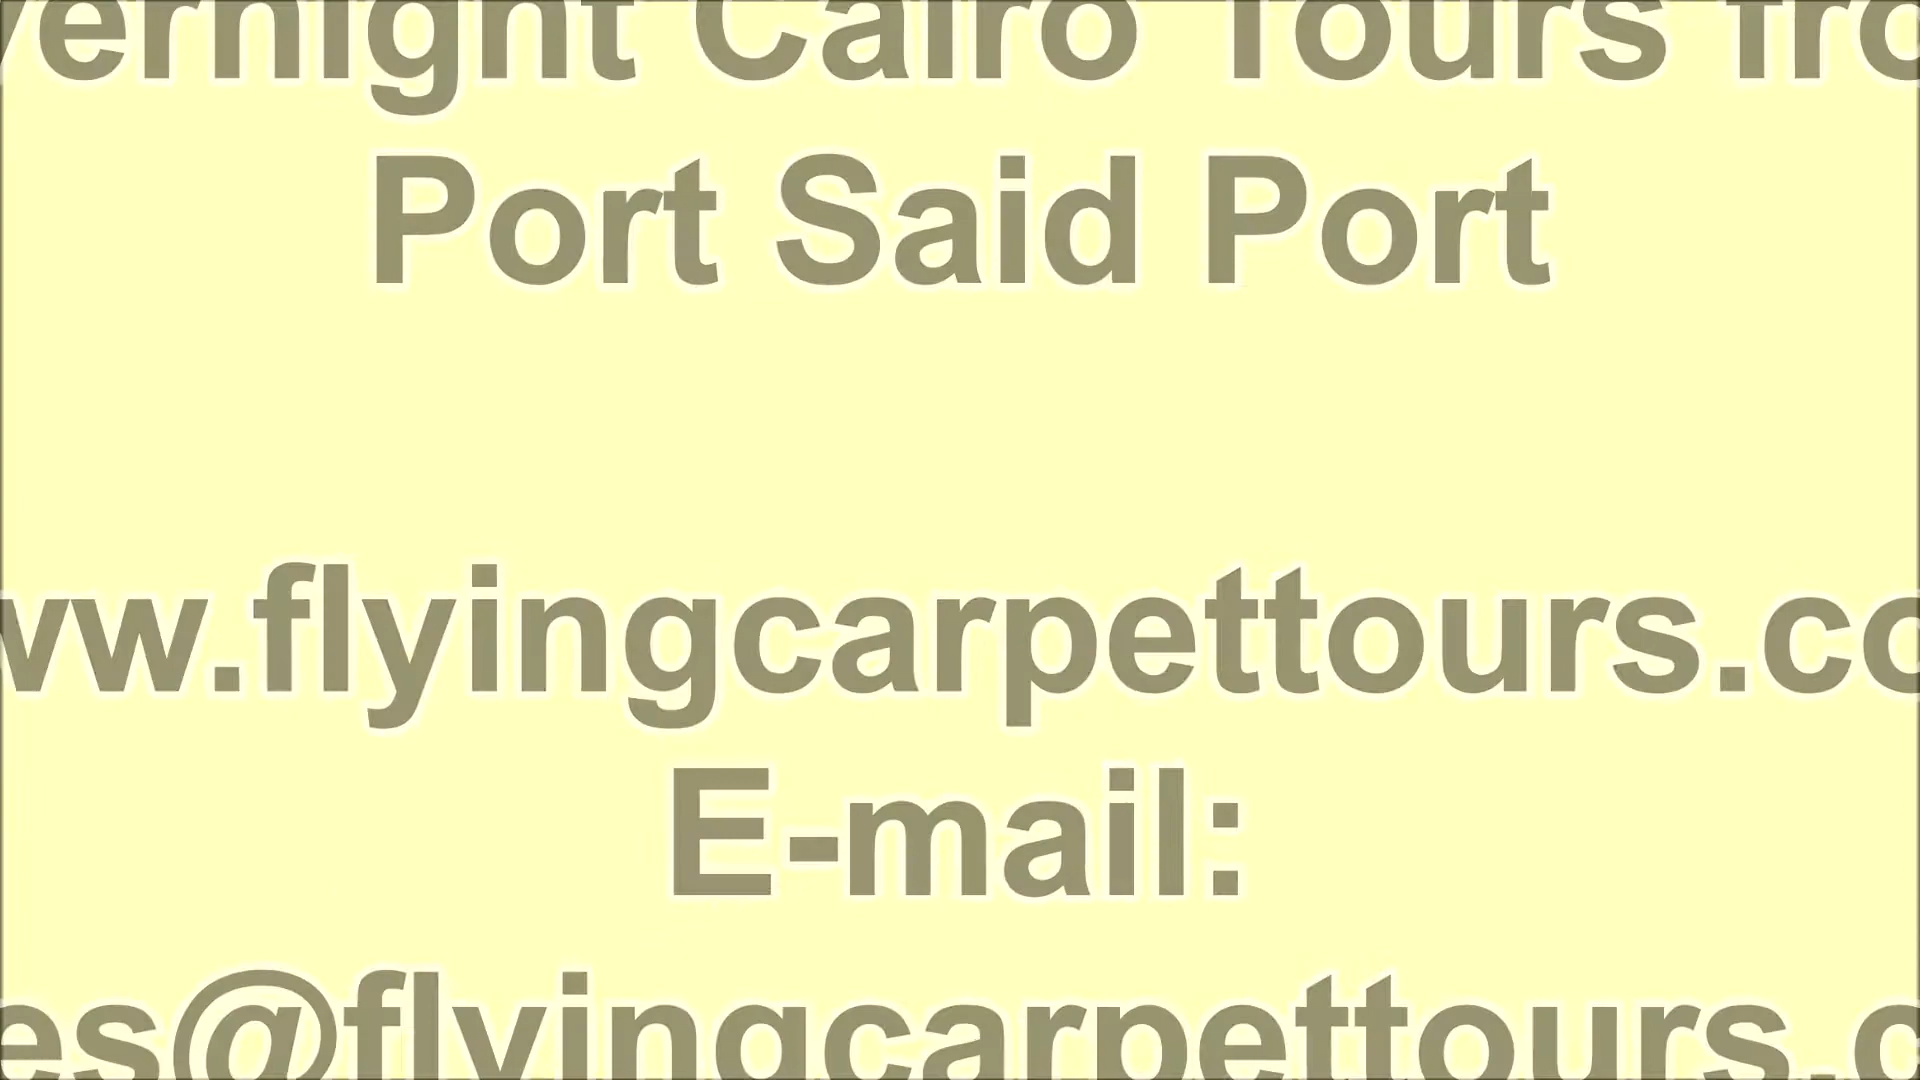 vernight Cairo Tours fro
Port Said Port
ww.flyingcarpettours.co
E-mail:
es@flyingcarpettours.c